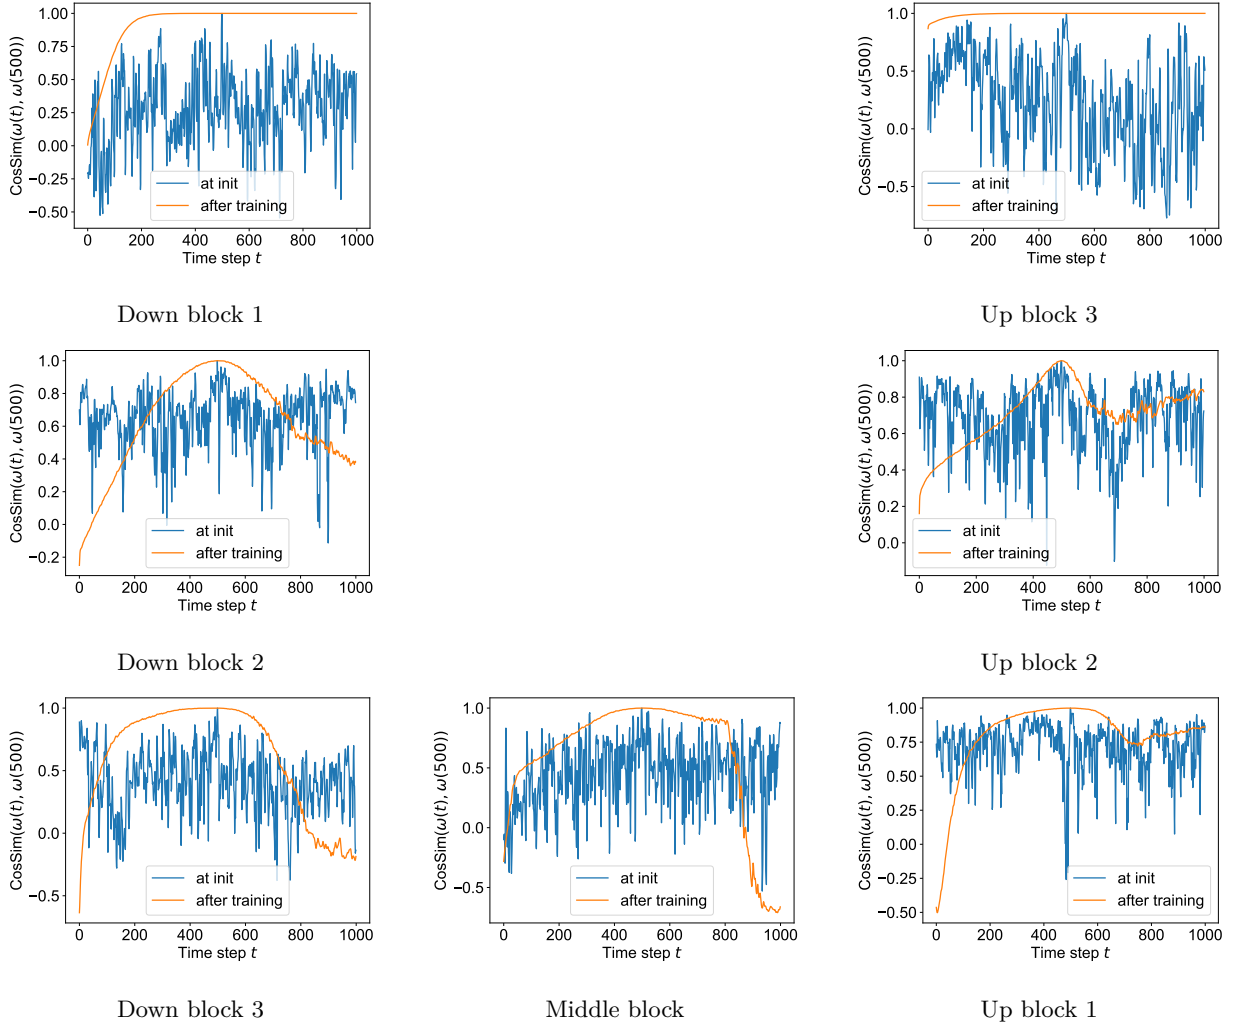 CosSim(ω(t), ω(500))
1.00
0.75
0.50
0.25
0.00
−0.25
−0.50
at init
after training
0 200 400 600 800 1000
Time step t
Down block 1
CosSim(ω(t), ω(500))
1.0
0.5
0.0
−0.5
at init
after training
0 200 400 600 800 1000
Time step t
Up block 3
CosSim(ω(t), ω(500))
1.0
0.8
0.6
0.4
0.2
0.0
−0.2
at init
after training
0 200 400 600 800 1000
Time step t
Down block 2
CosSim(ω(t), ω(500))
1.0
0.8
0.6
0.4
0.2
0.0
at init
after training
0 200 400 600 800 1000
Time step t
Up block 2
CosSim(ω(t), ω(500))
1.0
0.5
0.0
−0.5
at init
after training
0 200 400 600 800 1000
Time step t
Down block 3
CosSim(ω(t), ω(500))
1.0
0.5
0.0
−0.5
at init
after training
0 200 400 600 800 1000
Time step t
Middle block
CosSim(ω(t), ω(500))
1.00
0.75
0.50
0.25
0.00
−0.25
−0.50
at init
after training
0 200 400 600 800 1000
Time step t
Up block 1